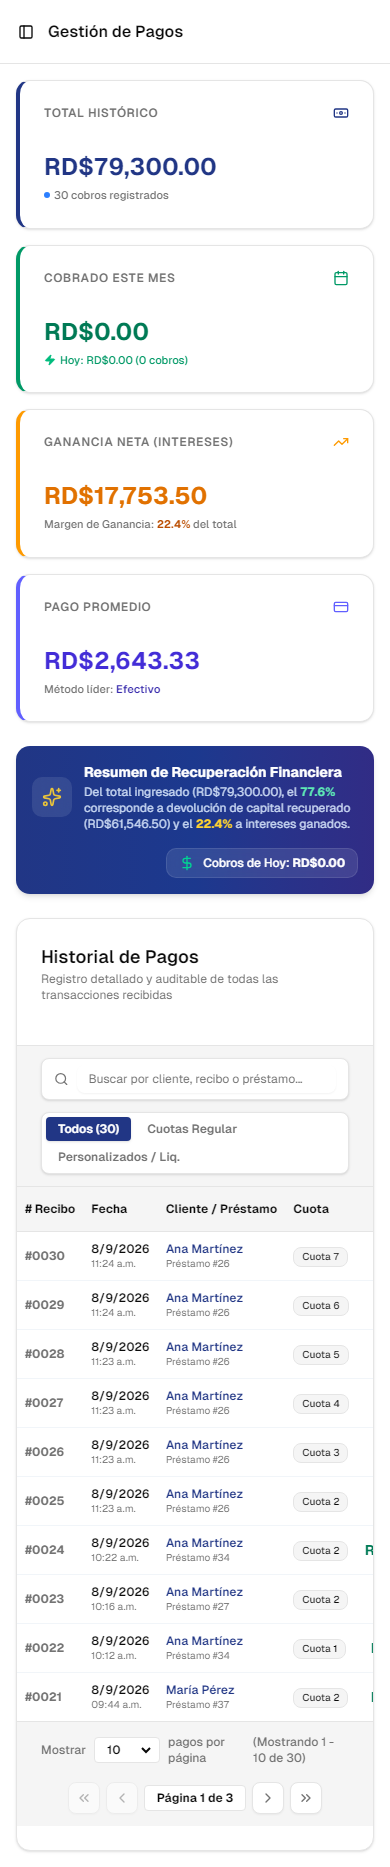 Gestión de Pagos
TOTAL HISTÓRICO
RD$79,300.00
30 cobros registrados
COBRADO ESTE MES
RD$0.00
Hoy: RD$0.00 (0 cobros)
GANANCIA NETA (INTERESES)
RD$17,753.50
Margen de Ganancia: 22.4% del total
PAGO PROMEDIO
RD$2,643.33
Método líder: Efectivo
Resumen de Recuperación Financiera
Del total ingresado (RD$79,300.00), el 77.6%
corresponde a devolución de capital recuperado
(RD$61,546.50) y el 22.4% a intereses ganados.
Cobros de Hoy: RD$0.00
Historial de Pagos
Registro detallado y auditable de todas las
transacciones recibidas
Buscar por cliente, recibo o préstamo...
Todos (30) Cuotas Regular
Personalizados / Liq.
# Recibo Fecha Cliente / Préstamo Cuota
#0030 8/9/2026 Ana Martínez Cuota 7
11:24 a.m. Préstamo #26
#0029 8/9/2026 Ana Martínez Cuota 6
11:24 a.m. Préstamo #26
#0028 8/9/2026 Ana Martínez Cuota 5
11:23 a.m. Préstamo #26
#0027 8/9/2026 Ana Martínez Cuota 4
11:23 a.m. Préstamo #26
#0026 8/9/2026 Ana Martínez Cuota 3
11:23 a.m. Préstamo #26
#0025 8/9/2026 Ana Martínez Cuota 2
11:23 a.m. Préstamo #26
#0024 8/9/2026 Ana Martínez Cuota 2
10:22 a.m. Préstamo #34
#0023 8/9/2026 Ana Martínez Cuota 2
10:16 a.m. Préstamo #27
#0022 8/9/2026 Ana Martínez Cuota 1
10:12 a.m. Préstamo #34
#0021 8/9/2026 María Pérez Cuota 2
09:44 a.m. Préstamo #37
Mostrar 10 pagos por página (Mostrando 1 - 10 de 30)
Página 1 de 3